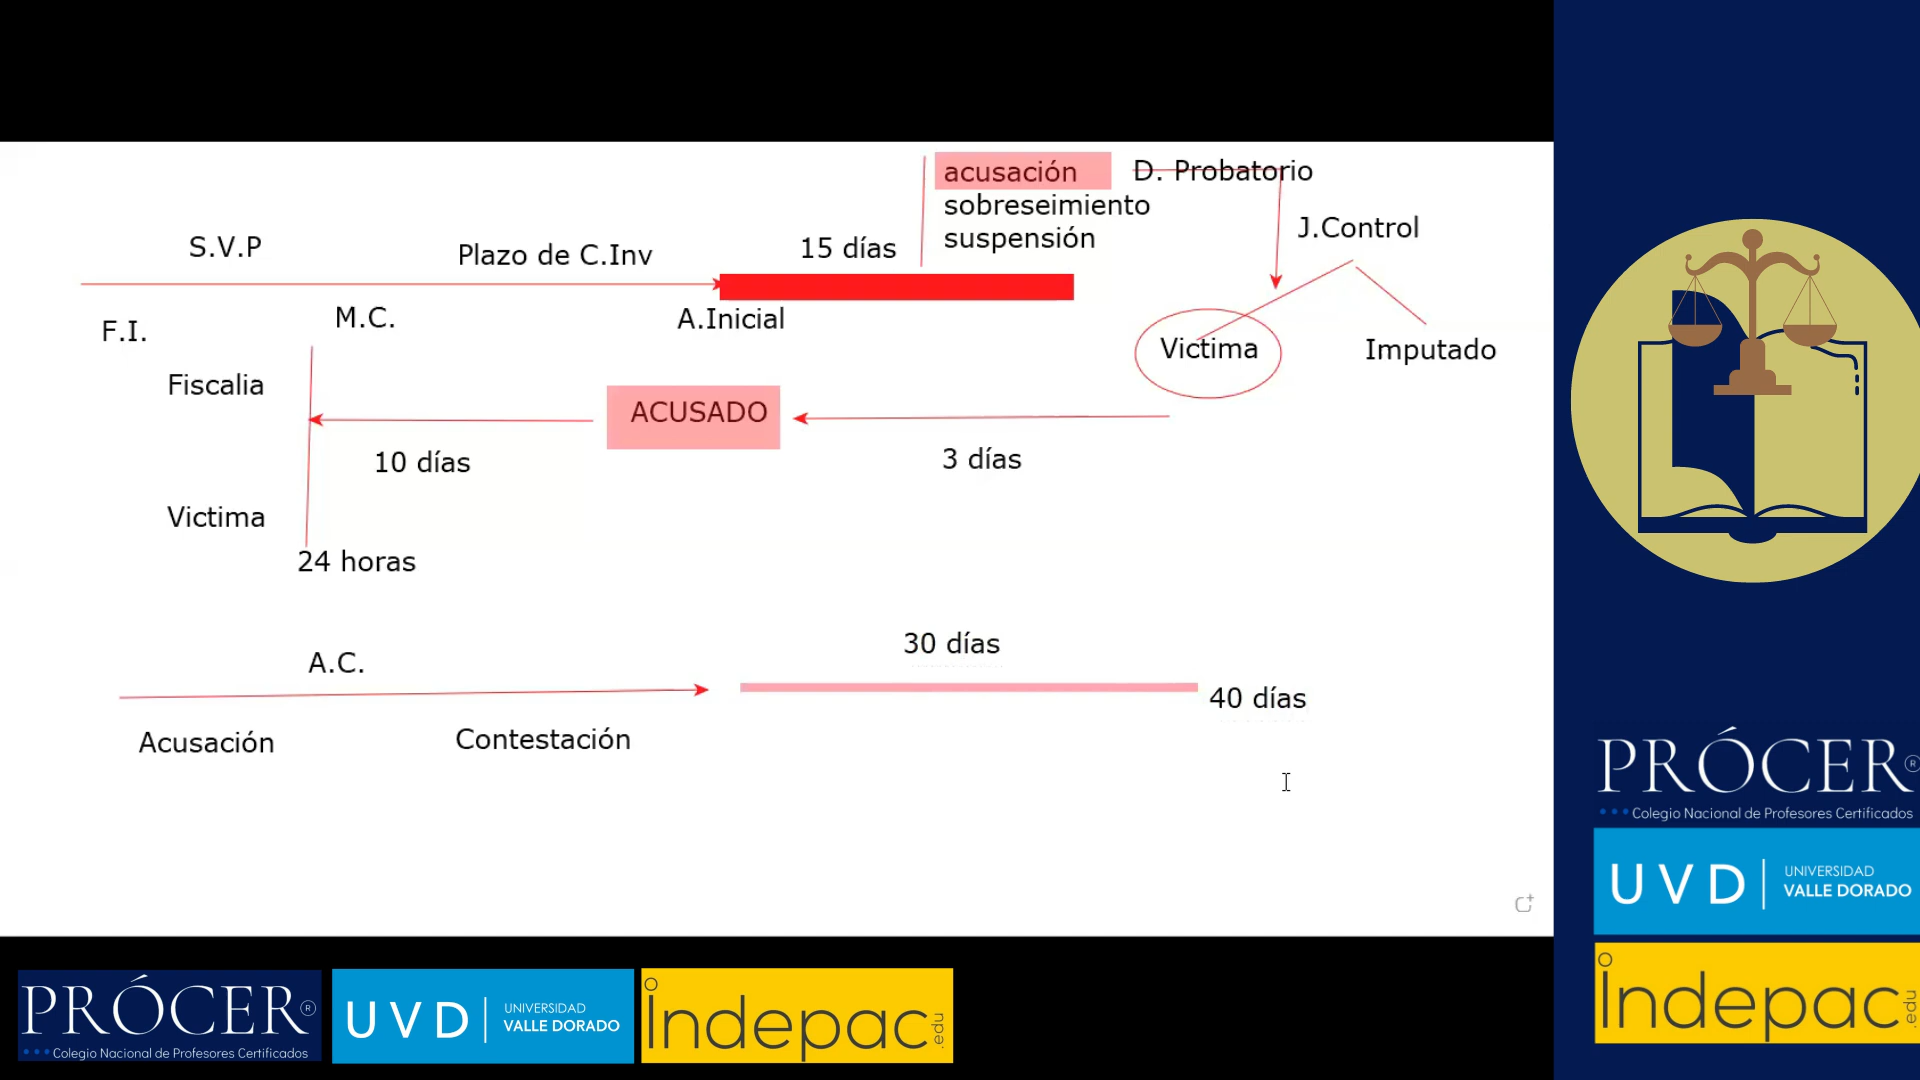 acusación
D. Probatorio
sobreseimiento
suspensión
J.Control
S.V.P
Plazo de C.Inv
15 días
F.I.
M.C.
A.Inicial
Victima
Imputado
Fiscalia
ACUSADO
10 días
3 días
Victima
24 horas
30 días
A.C.
40 días
Acusación
Contestación
PRÓCER®
Colegio Nacional de Profesores Certificados
UVD
UNIVERSIDAD
VALLE DORADO
Indepac
.edu
PRÓCER®
Colegio Nacional de Profesores Certificados
UVD
UNIVERSIDAD
VALLE DORADO
Indepac
.edu